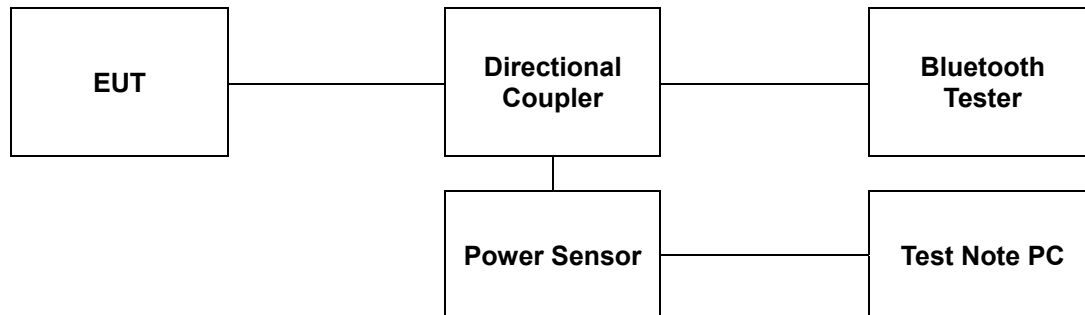 EUT
Directional
Coupler
Bluetooth
Tester
Power Sensor
Test Note PC